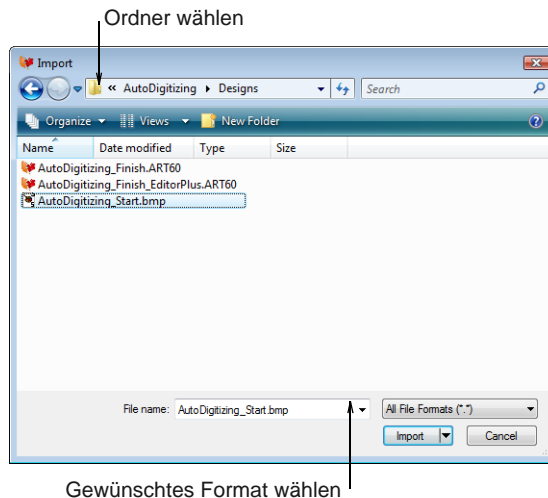 Ordner wählen
Import
« AutoDigitizing Designs Search
Organize Views New Folder ?
Name Date modified Type Size
AutoDigitizing_Finish.ART60
AutoDigitizing_Finish_EditorPlus.ART60
AutoDigitizing_Start.bmp
File name: AutoDigitizing_Start.bmp All File Formats (*.*)
Import Cancel
Gewünschtes Format wählen